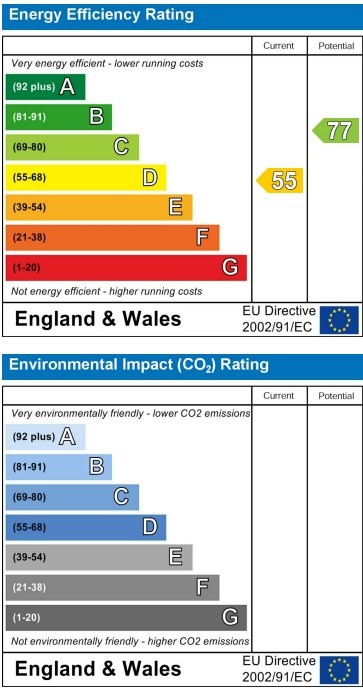 Energy Efficiency Rating
Current Potential
Very energy efficient - lower running costs
(92 plus) A
(81-91) B
(69-80) C
(55-68) D
(39-54) E
(21-38) F
(1-20) G
77
55
Not energy efficient - higher running costs
England & Wales
EU Directive
2002/91/EC
Environmental Impact (CO₂) Rating
Current Potential
Very environmentally friendly - lower CO2 emissions
(92 plus) A
(81-91) B
(69-80) C
(55-68) D
(39-54) E
(21-38) F
(1-20) G
Not environmentally friendly - higher CO2 emissions
England & Wales
EU Directive
2002/91/EC